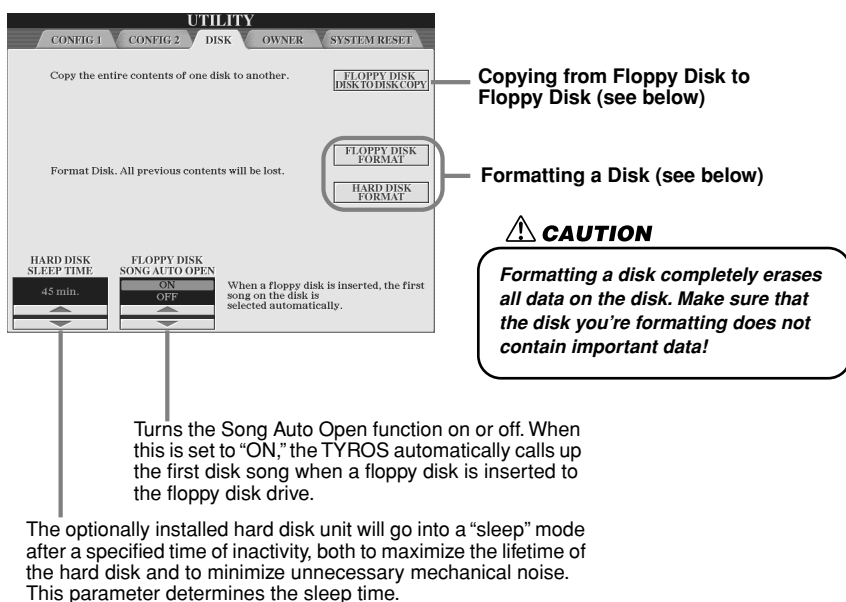 UTILITY
CONFIG 1 CONFIG 2 DISK OWNER SYSTEM RESET
Copy the entire contents of one disk to another.
FLOPPY DISK
DISK TO DISK COPY
Copying from Floppy Disk to
Floppy Disk (see below)
FLOPPY DISK
FORMAT
Format Disk. All previous contents will be lost.
HARD DISK
FORMAT
Formatting a Disk (see below)
CAUTION
Formatting a disk completely erases
all data on the disk. Make sure that
the disk you're formatting does not
contain important data!
HARD DISK
SLEEP TIME
45 min.
FLOPPY DISK
SONG AUTO OPEN
ON
OFF
When a floppy disk is inserted, the first
song on the disk is
selected automatically.
Turns the Song Auto Open function on or off. When
this is set to “ON,” the TYROS automatically calls up
the first disk song when a floppy disk is inserted to
the floppy disk drive.
The optionally installed hard disk unit will go into a “sleep” mode
after a specified time of inactivity, both to maximize the lifetime of
the hard disk and to minimize unnecessary mechanical noise.
This parameter determines the sleep time.